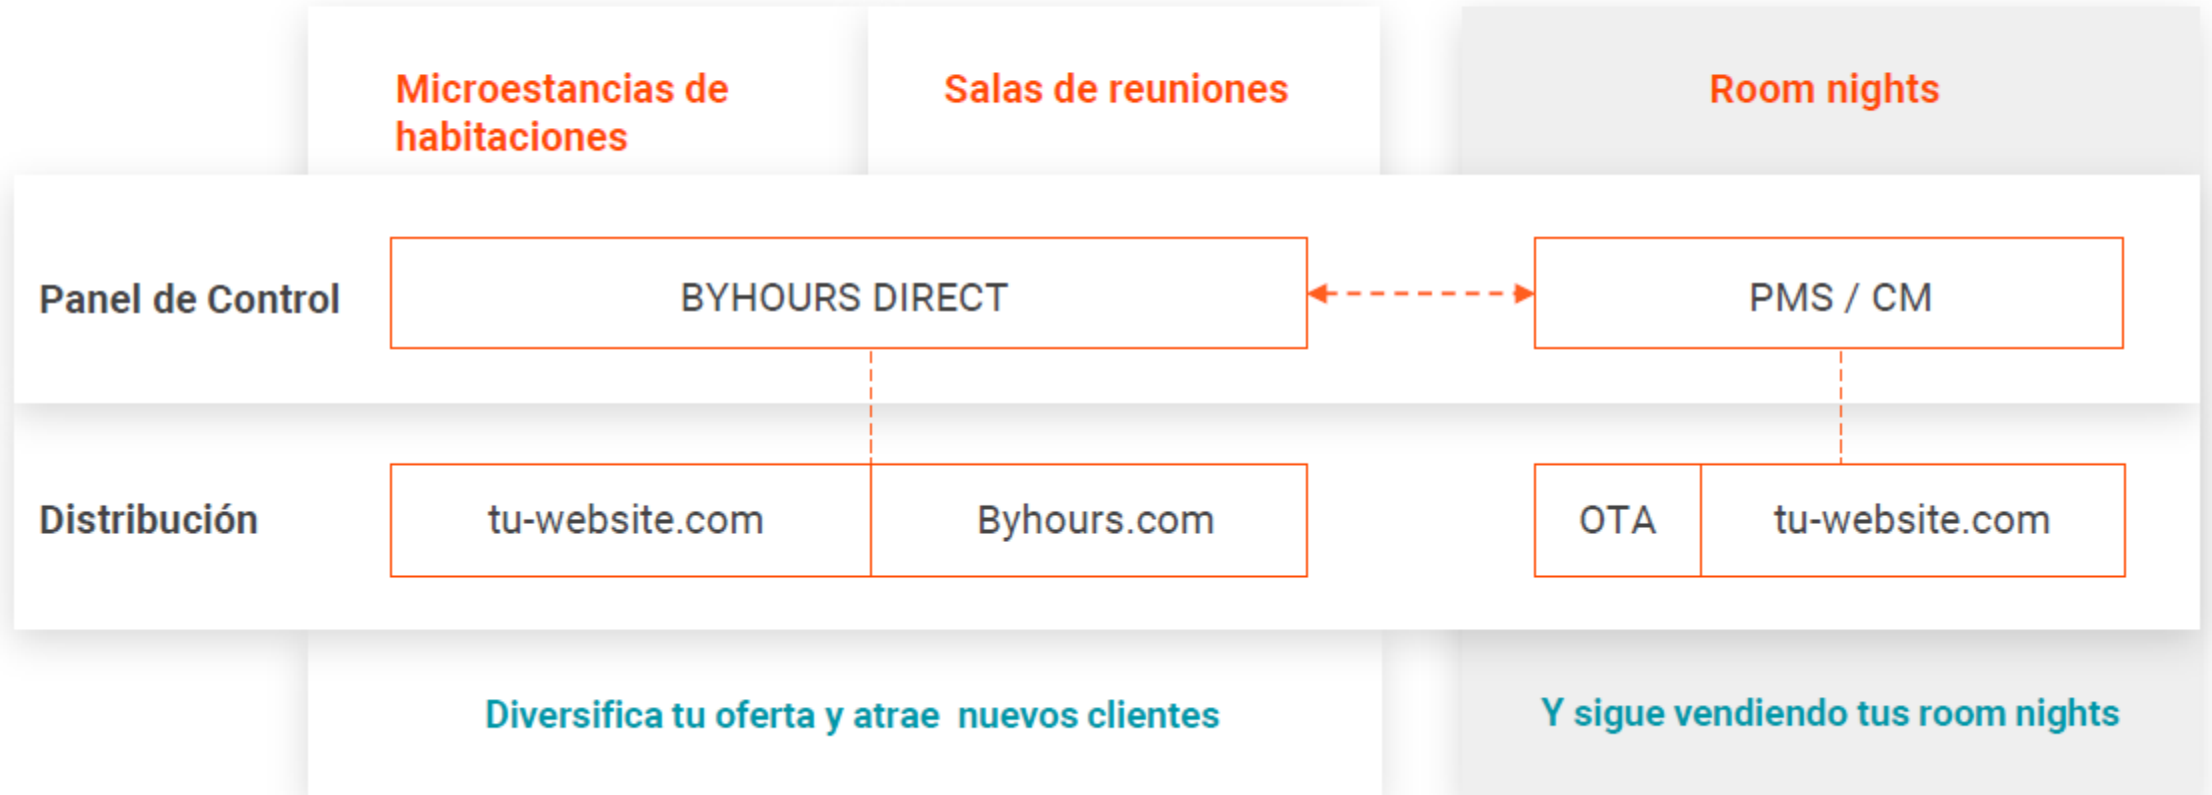 Microestancias de
habitaciones
Salas de reuniones
Room nights
Panel de Control
BYHOURS DIRECT
PMS / CM
Distribución
tu-website.com
Byhours.com
OTA
tu-website.com
Diversifica tu oferta y atrae  nuevos clientes
Y sigue vendiendo tus room nights